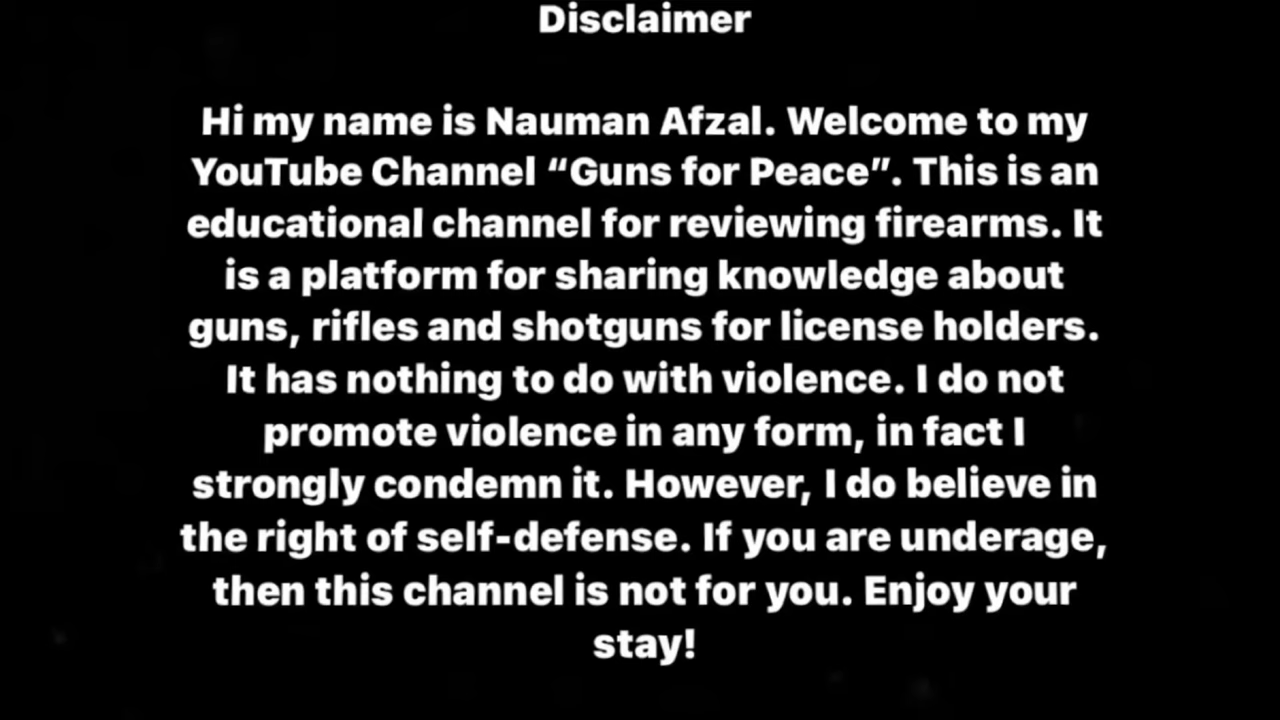 Disclaimer
Hi my name is Nauman Afzal. Welcome to my
YouTube Channel “Guns for Peace”. This is an
educational channel for reviewing firearms. It
is a platform for sharing knowledge about
guns, rifles and shotguns for license holders.
It has nothing to do with violence. I do not
promote violence in any form, in fact I
strongly condemn it. However, I do believe in
the right of self-defense. If you are underage,
then this channel is not for you. Enjoy your
stay!